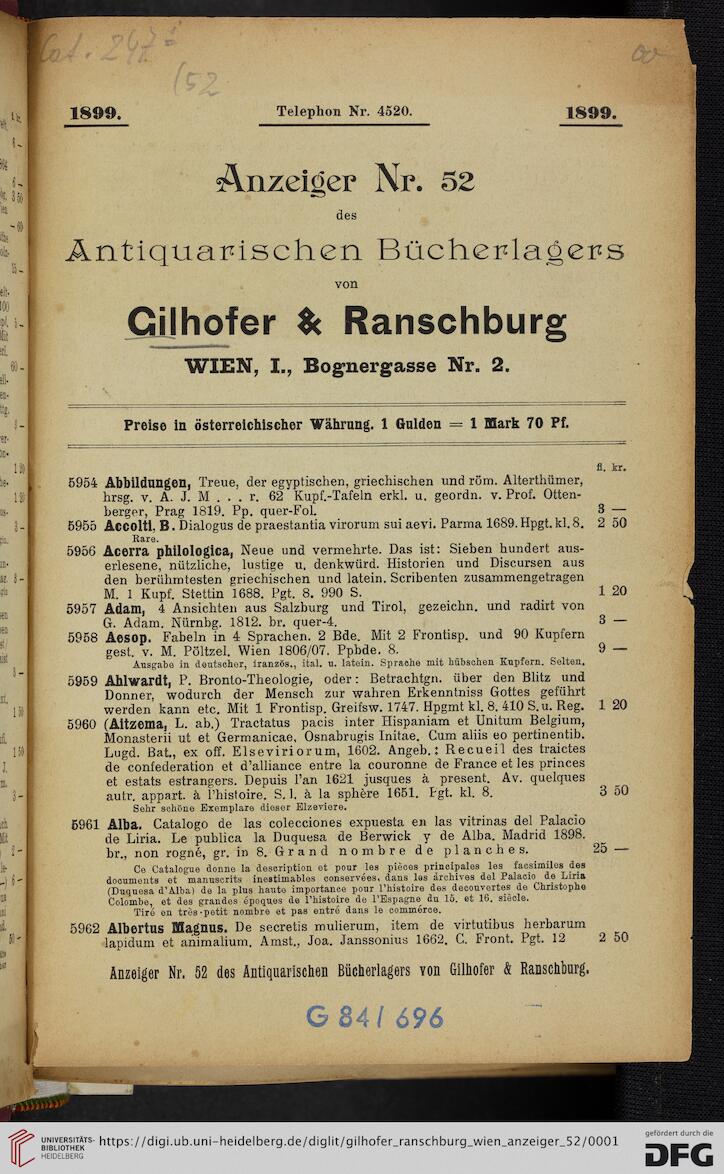 Cat. 247
(52
1899.
Telephon Nr. 4520.
1899.
Anzeiger Nr. 52
des
Antiquarischen Bücherlagers
von
Gilhofer & Ranschburg
WIEN, I., Bognergasse Nr. 2.
Preise in österreichischer Währung. 1 Gulden = 1 Mark 70 Pf.
fl. kr.
5954 Abbildungen, Treue, der egyptischen, griechischen und röm. Alterthümer,
hrsg. v. A. J. M . . . r. 62 Kupf.-Tafeln erkl. u. geordn. v. Prof. Otten-
berger, Prag 1819. Pp. quer-Fol. 3 —
5955 Accolti, B. Dialogus de praestantia virorum sui aevi. Parma 1689. Hpgt. kl. 8. 2 50
Rare.
5956 Acerra philologica, Neue und vermehrte. Das ist: Sieben hundert aus-
erlesene, nützliche, lustige u. denkwürd. Historien und Discursen aus
den berühmtesten griechischen und latein. Scribenten zusammengetragen
M. 1 Kupf. Stettin 1688. Pgt. 8. 990 S. 1 20
5957 Adam, 4 Ansichten aus Salzburg und Tirol, gezeichn. und radirt von
G. Adam. Nürnbg. 1812. br. quer-4. 3 —
5958 Aesop. Fabeln in 4 Sprachen. 2 Bde. Mit 2 Frontisp. und 90 Kupfern
gest. v. M. Pöltzel. Wien 1806/07. Ppbde. 8. 9 —
Ausgabe in deutscher, französ., ital. u. latein. Sprache mit hübschen Kupfern. Selten.
5959 Ahlwardt, P. Bronto-Theologie, oder: Betrachtgn. über den Blitz und
Donner, wodurch der Mensch zur wahren Erkenntniss Gottes geführt
werden kann etc. Mit 1 Frontisp. Greifsw. 1747. Hpgmt kl. 8. 410 S. u. Reg. 1 20
5960 (Aitzema, L. ab.) Tractatus pacis inter Hispaniam et Unitum Belgium,
Monasterii ut et Germanicae, Osnabrugis Initae. Cum aliis eo pertinentib.
Lugd. Bat., ex off. Elseviriorum, 1602. Angeb.: Recueil des traictes
de confederation et d'alliance entre la couronne de France et les princes
et estats estrangers. Depuis l'an 1621 jusques à present. Av. quelques
autr. appart. à l'histoire. S. l. à la sphère 1651. Pgt. kl. 8. 3 50
Sehr schöne Exemplare dieser Elzeviere.
5961 Alba. Catalogo de las colecciones expuesta en las vitrinas del Palacio
de Liria. Le publica la Duquesa de Berwick y de Alba. Madrid 1898.
br., non rogné, gr. in 8. Grand nombre de planches. 25 —
Ce Catalogue donne la description et pour les pièces principales les facsimiles des
documents et manuscrits inestimables conservées. dans les archives del Palacio de Liria
(Duquesa d'Alba) de la plus haute importance pour l'histoire des decouvertes de Christophe
Colombe, et des grandes époques de l'histoire de l'Espagne du 15. et 16. siècle.
Tiré en très-petit nombre et pas entré dans le commérce.
5962 Albertus Magnus. De secretis mulierum, item de virtutibus herbarum
lapidum et animalium. Amst., Joa. Janssonius 1662. C. Front. Pgt. 12 2 50
Anzeiger Nr. 52 des Antiquarischen Bücherlagers von Gilhofer & Ranschburg.
G 841 696
UNIVERSITÄTS-
BIBLIOTHEK
HEIDELBERG
https://digi.ub.uni-heidelberg.de/diglit/gilhofer_ranschburg_wien_anzeiger_52/0001
gefördert durch die
DFG